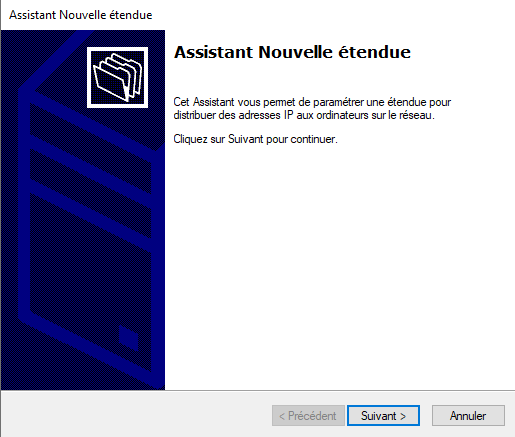 Assistant Nouvelle étendue
Assistant Nouvelle étendue
Cet Assistant vous permet de paramétrer une étendue pour
distribuer des adresses IP aux ordinateurs sur le réseau.
Cliquez sur Suivant pour continuer.
< Précédent
Suivant >
Annuler